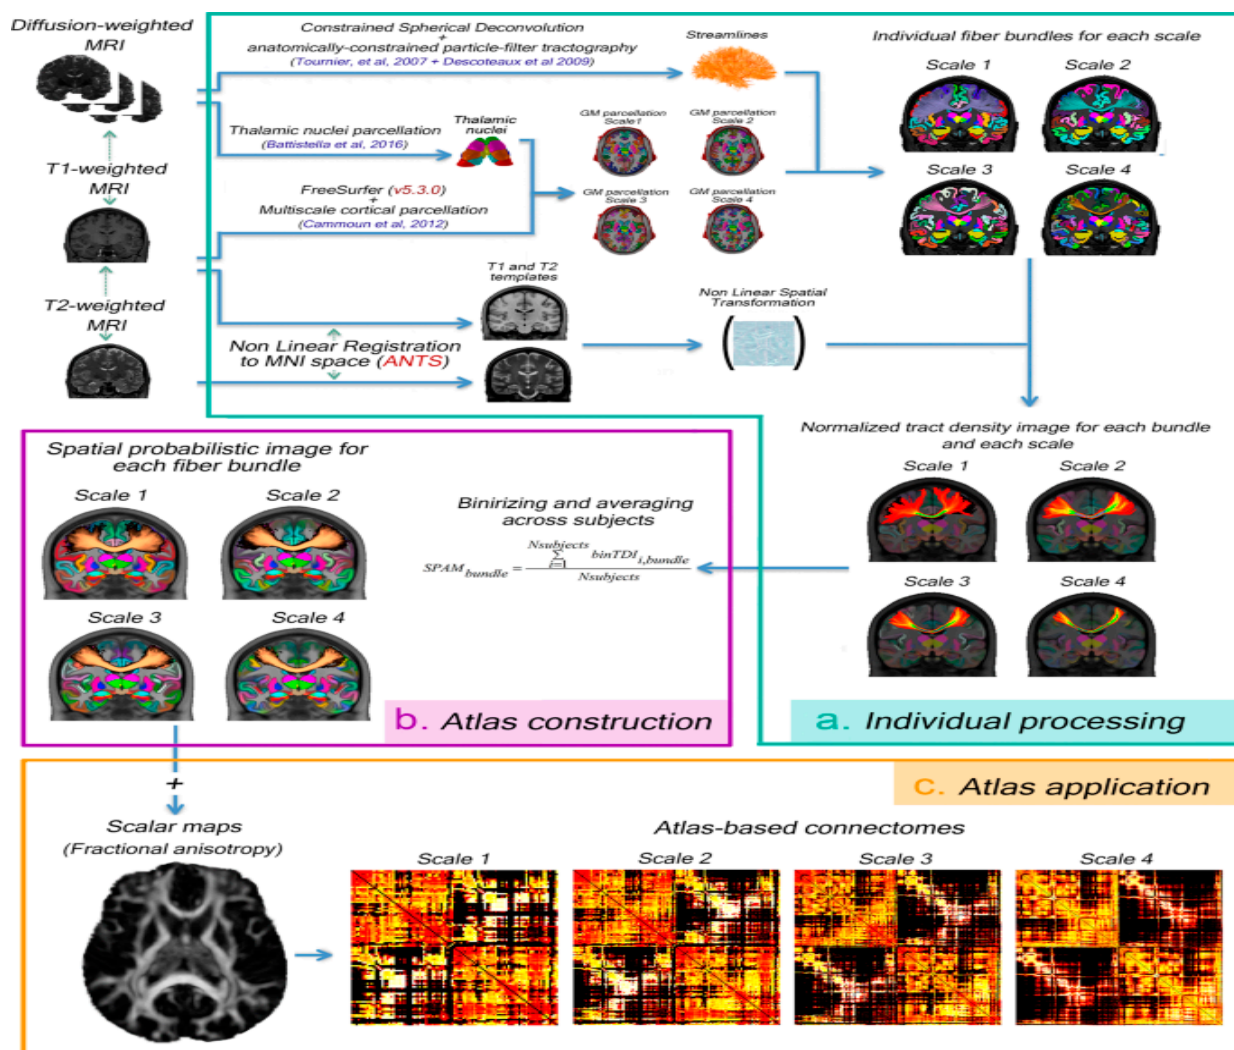 Diffusion-weighted
MRI
T1-weighted
MRI
T2-weighted
MRI
Constrained Spherical Deconvolution
+
anatomically-constrained particle-filter tractography
(Tournier, et al, 2007 + Descoteaux et al 2009)
Streamlines
Thalamic nuclei parcellation
(Battistella et al, 2016)
Thalamic
nuclei
FreeSurfer (v5.3.0)
+
Multiscale cortical parcellation
(Cammoun et al, 2012)
GM parcellation
Scale1
GM parcellation
Scale 2
GM parcellation
Scale 3
GM parcellation
Scale 4
Individual fiber bundles for each scale
Scale 1
Scale 2
Scale 3
Scale 4
T1 and T2
templates
Non Linear Registration
to MNI space (ANTS)
Non Linear Spatial
Transformation
Normalized tract density image for each bundle
and each scale
Scale 1
Scale 2
Scale 3
Scale 4
a. Individual processing
Spatial probabilistic image for
each fiber bundle
Scale 1
Scale 2
Scale 3
Scale 4
Binirizing and averaging
across subjects
SPAM bundle = Nsubjects ∑ i=1 binTDI i,bundle / Nsubjects
b. Atlas construction
+
c. Atlas application
Scalar maps
(Fractional anisotropy)
Atlas-based connectomes
Scale 1
Scale 2
Scale 3
Scale 4